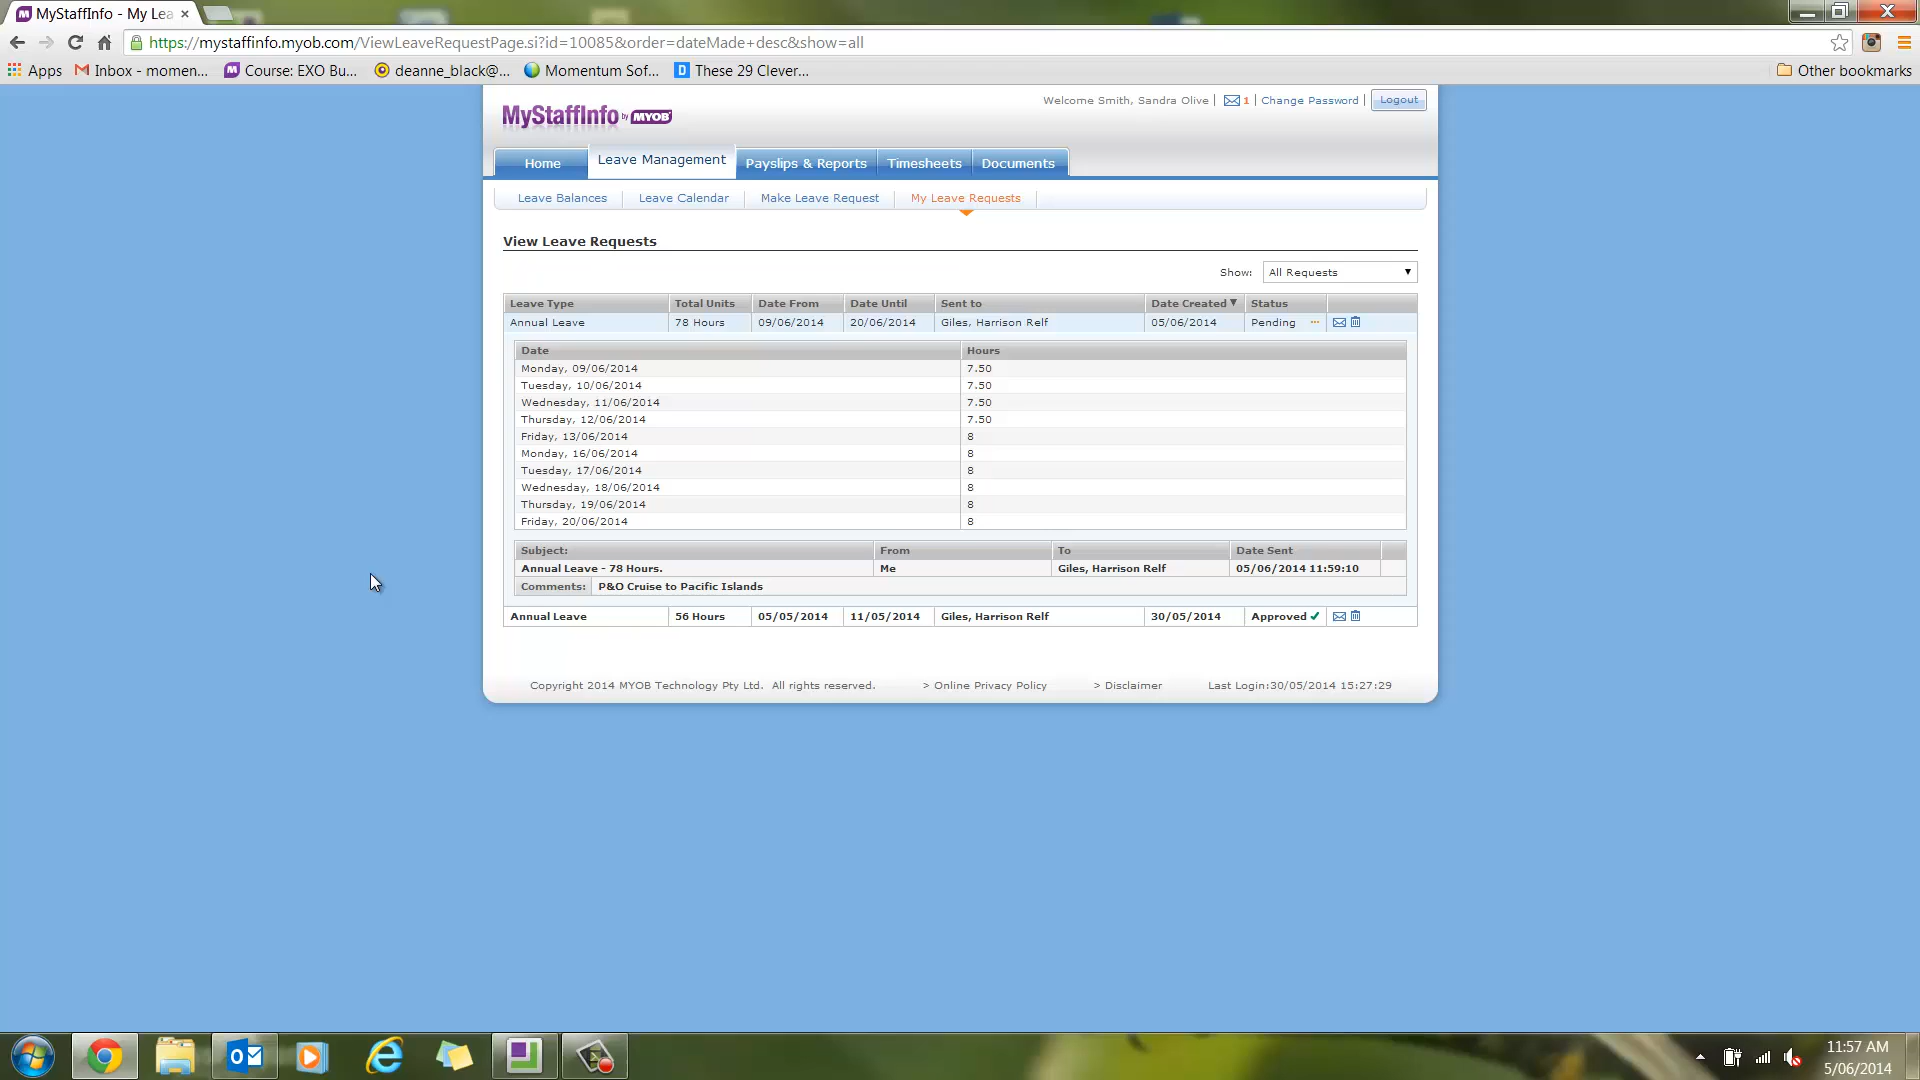 MyStaffInfo - My Lea
https://mystaffinfo.myob.com/ViewLeaveRequestPage.si?id=10085&order=dateMade+desc&show=all
Apps Inbox - momen... Course: EXO Bu... deanne_black@... Momentum Sof... These 29 Clever... Other bookmarks
Welcome Smith, Sandra Olive | 1 | Change Password | Logout
MyStaffInfo by MYOB
Home Leave Management Payslips & Reports Timesheets Documents
Leave Balances Leave Calendar Make Leave Request My Leave Requests
View Leave Requests
Show: All Requests
Leave Type Total Units Date From Date Until Sent to Date Created Status
Annual Leave 78 Hours 09/06/2014 20/06/2014 Giles, Harrison Relf 05/06/2014 Pending
Date Hours
Monday, 09/06/2014 7.50
Tuesday, 10/06/2014 7.50
Wednesday, 11/06/2014 7.50
Thursday, 12/06/2014 7.50
Friday, 13/06/2014 8
Monday, 16/06/2014 8
Tuesday, 17/06/2014 8
Wednesday, 18/06/2014 8
Thursday, 19/06/2014 8
Friday, 20/06/2014 8
Subject: From To Date Sent
Annual Leave - 78 Hours. Me Giles, Harrison Relf 05/06/2014 11:59:10
Comments: P&O Cruise to Pacific Islands
Annual Leave 56 Hours 05/05/2014 11/05/2014 Giles, Harrison Relf 30/05/2014 Approved
Copyright 2014 MYOB Technology Pty Ltd. All rights reserved. > Online Privacy Policy > Disclaimer Last Login:30/05/2014 15:27:29
11:57 AM
5/06/2014